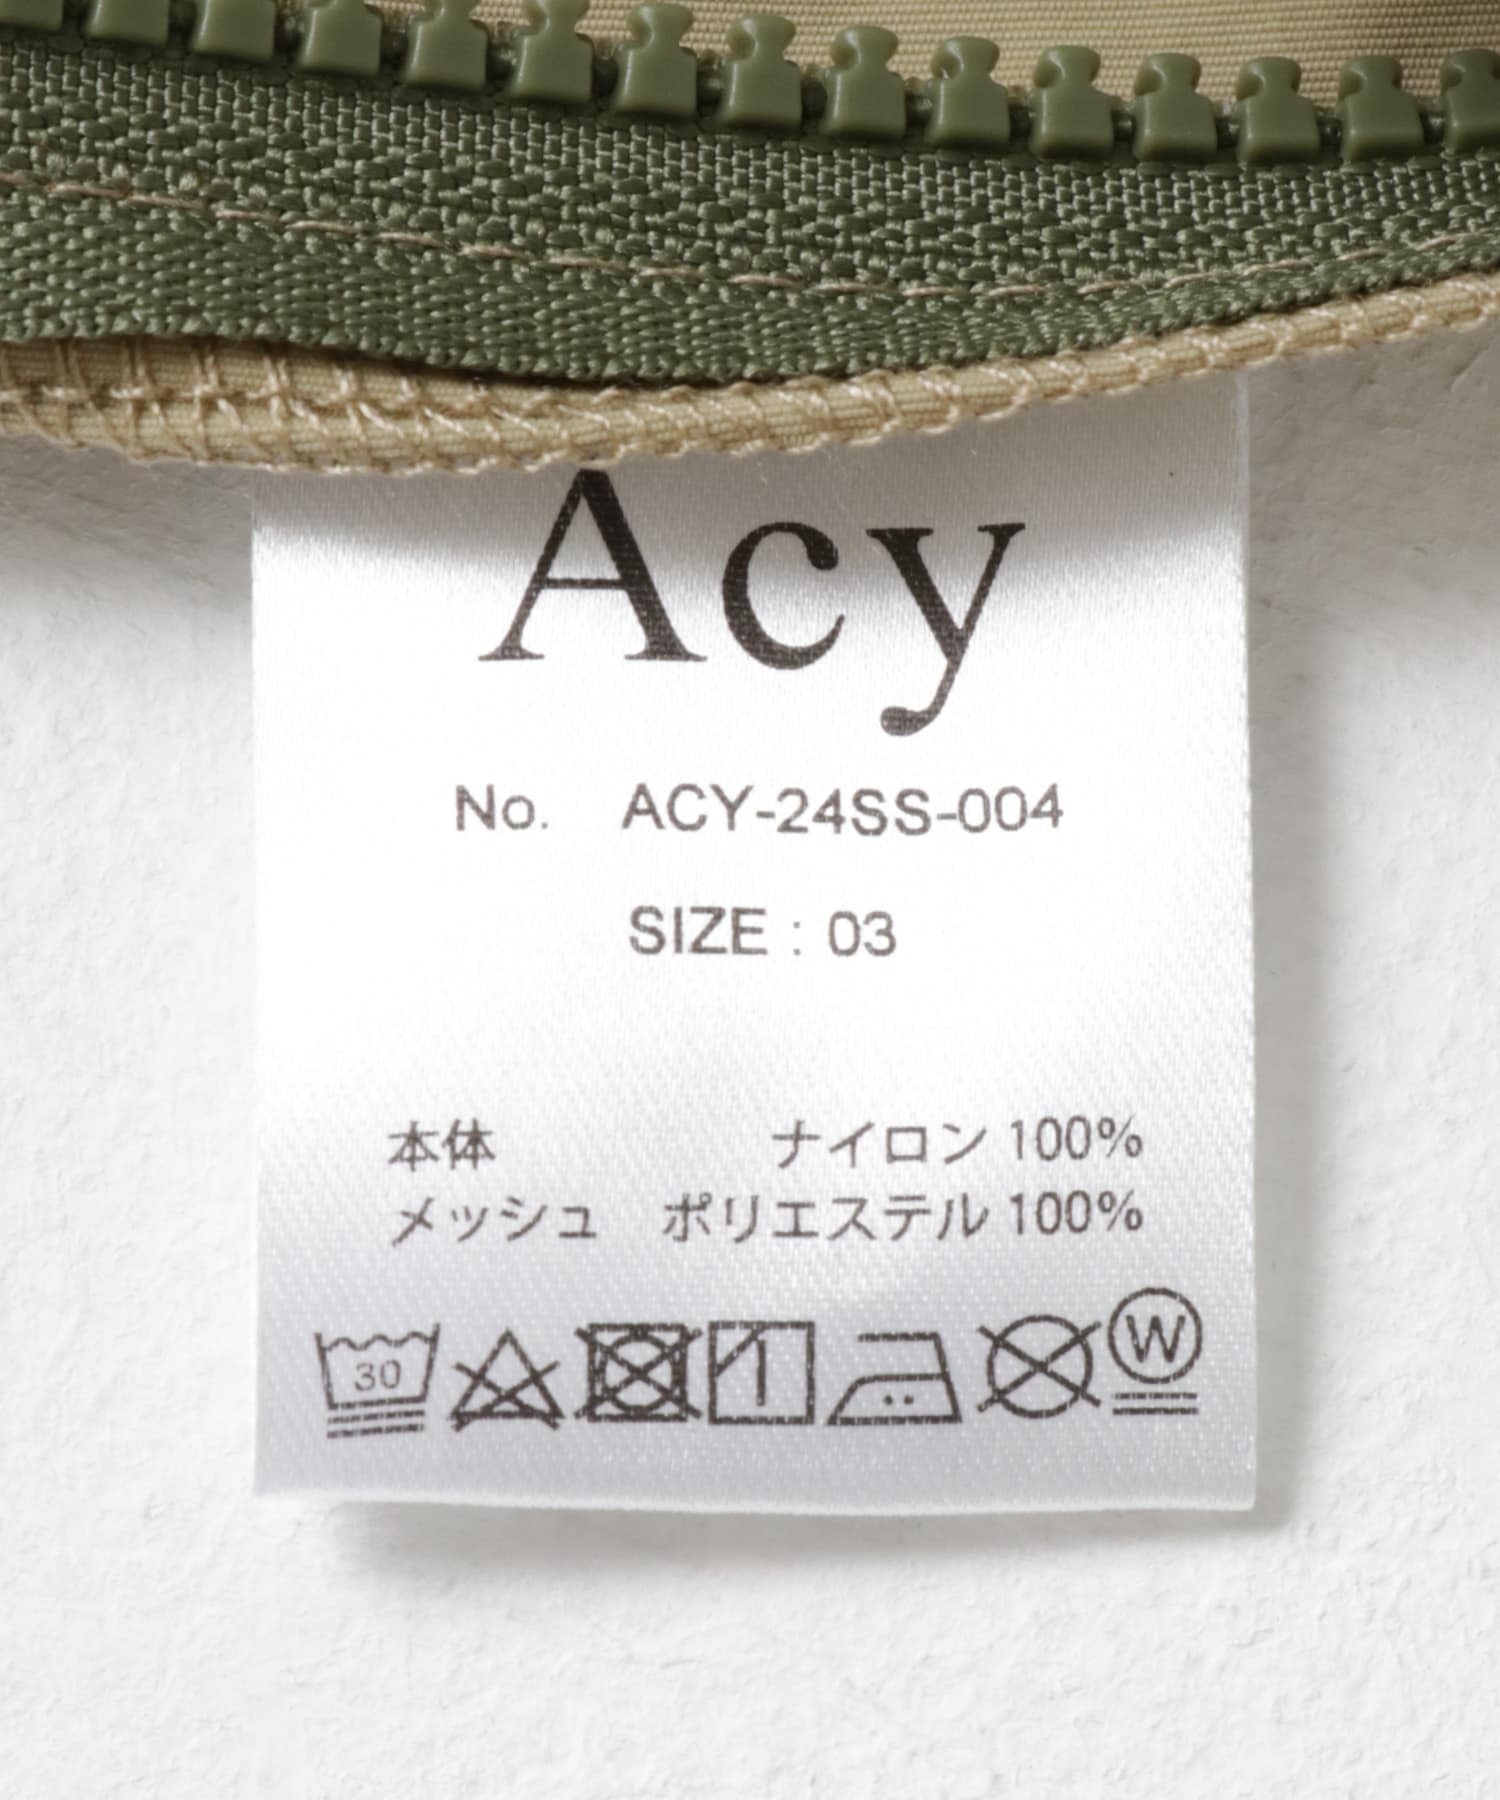 Acy
No. ACY-24SS-004
SIZE : 03
本体 ナイロン 100%
メッシュ ポリエステル 100%
30
W